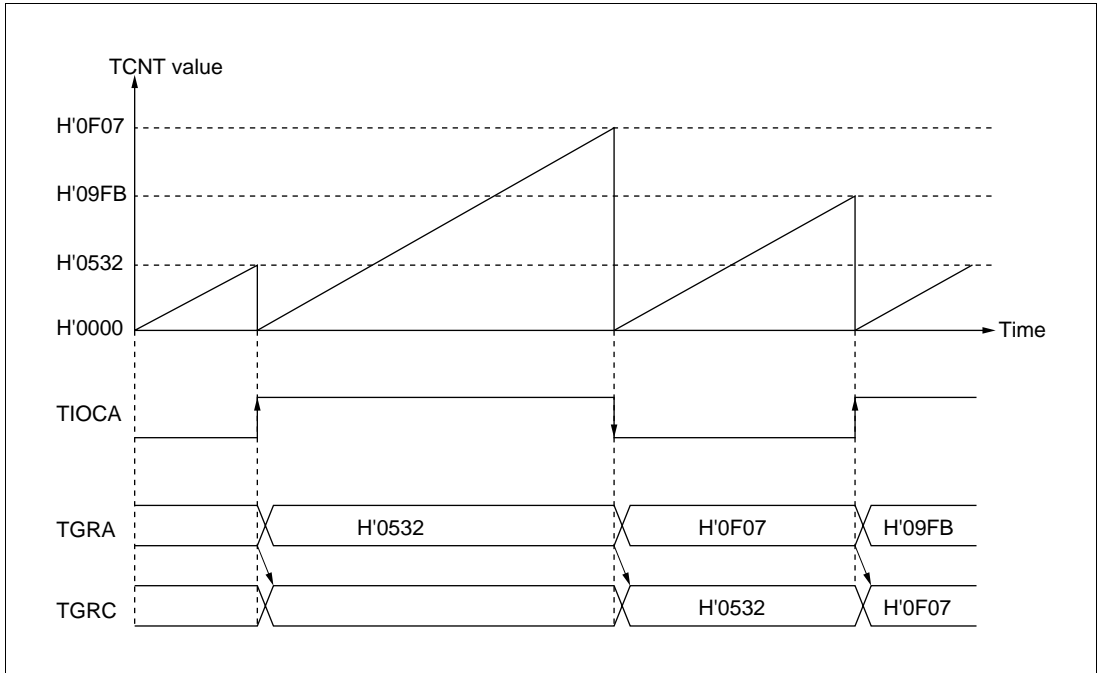 TCNT value
H'0F07
H'09FB
H'0532
H'0000
Time
TIOCA
TGRA
H'0532
H'0F07
H'09FB
TGRC
H'0532
H'0F07